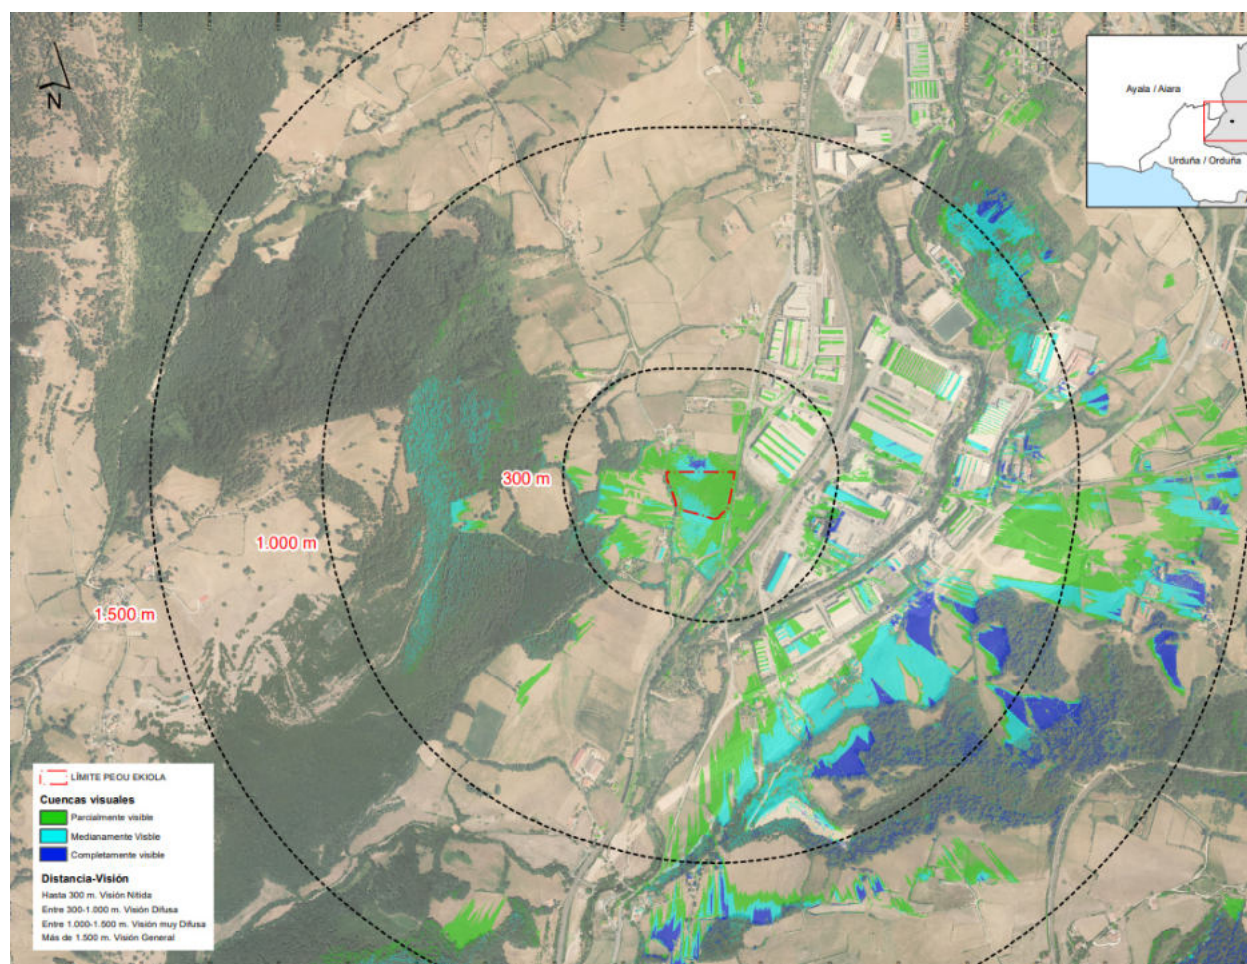 N
Ayala / Aiara
Urduña / Orduña
300 m
1.000 m
1.500 m
LÍMITE PEOU EKIOLA
Cuencas visuales
Parcialmente visible
Medianamente Visble
Completamente visible
Distancia-Visión
Hasta 300 m. Visión Nítida
Entre 300-1.000 m. Visión Difusa
Entre 1.000-1.500 m. Visión muy Difusa
Más de 1.500 m. Visión General